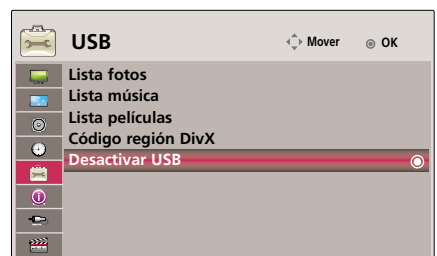 USB Mover OK
Lista fotos
Lista música
Lista películas
Código región DivX
Desactivar USB